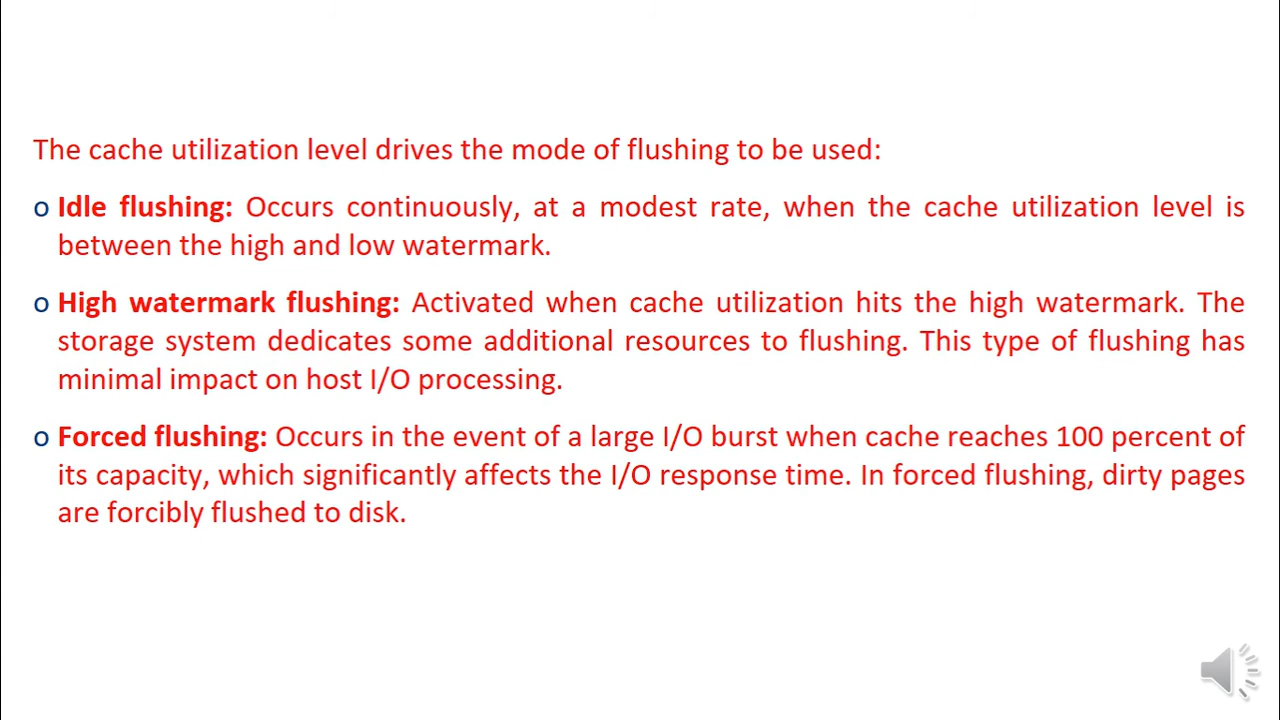 The cache utilization level drives the mode of flushing to be used:
o Idle flushing: Occurs continuously, at a modest rate, when the cache utilization level is
between the high and low watermark.
o High watermark flushing: Activated when cache utilization hits the high watermark. The
storage system dedicates some additional resources to flushing. This type of flushing has
minimal impact on host I/O processing.
o Forced flushing: Occurs in the event of a large I/O burst when cache reaches 100 percent of
its capacity, which significantly affects the I/O response time. In forced flushing, dirty pages
are forcibly flushed to disk.